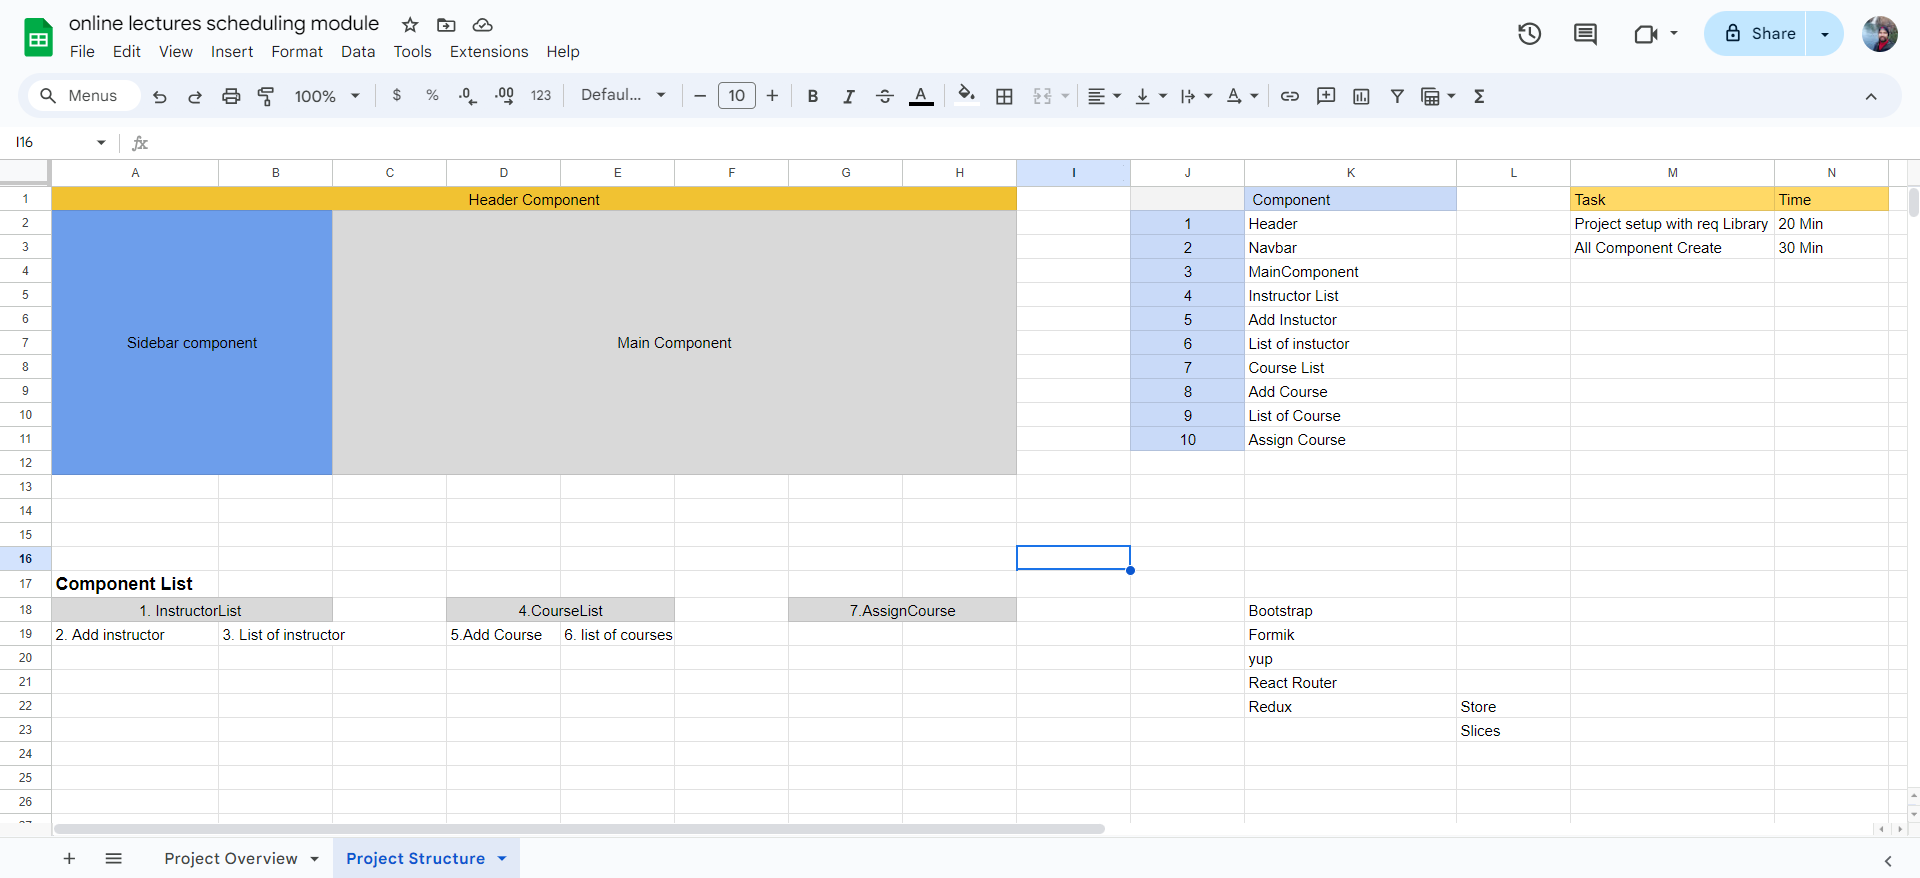 online lectures scheduling module
File Edit View Insert Format Data Tools Extensions Help
Share
Menus 100% $ % .0 .00 123 Defaul... 10 B I A A Σ
I16 fx
A B C D E F G H I J K L M N
1 Header Component Component Task Time
2 1 Header Project setup with req Library 20 Min
3 2 Navbar All Component Create 30 Min
4 3 MainComponent
5 4 Instructor List
6 5 Add Instuctor
7 Sidebar component Main Component 6 List of instuctor
8 7 Course List
9 8 Add Course
10 9 List of Course
11 10 Assign Course
12
13
14
15
16
17 Component List
18 1. InstructorList 4.CourseList 7.AssignCourse Bootstrap
19 2. Add instructor 3. List of instructor 5.Add Course 6. list of courses Formik
20 yup
21 React Router
22 Redux Store
23 Slices
24
25
26
27
Project Overview Project Structure